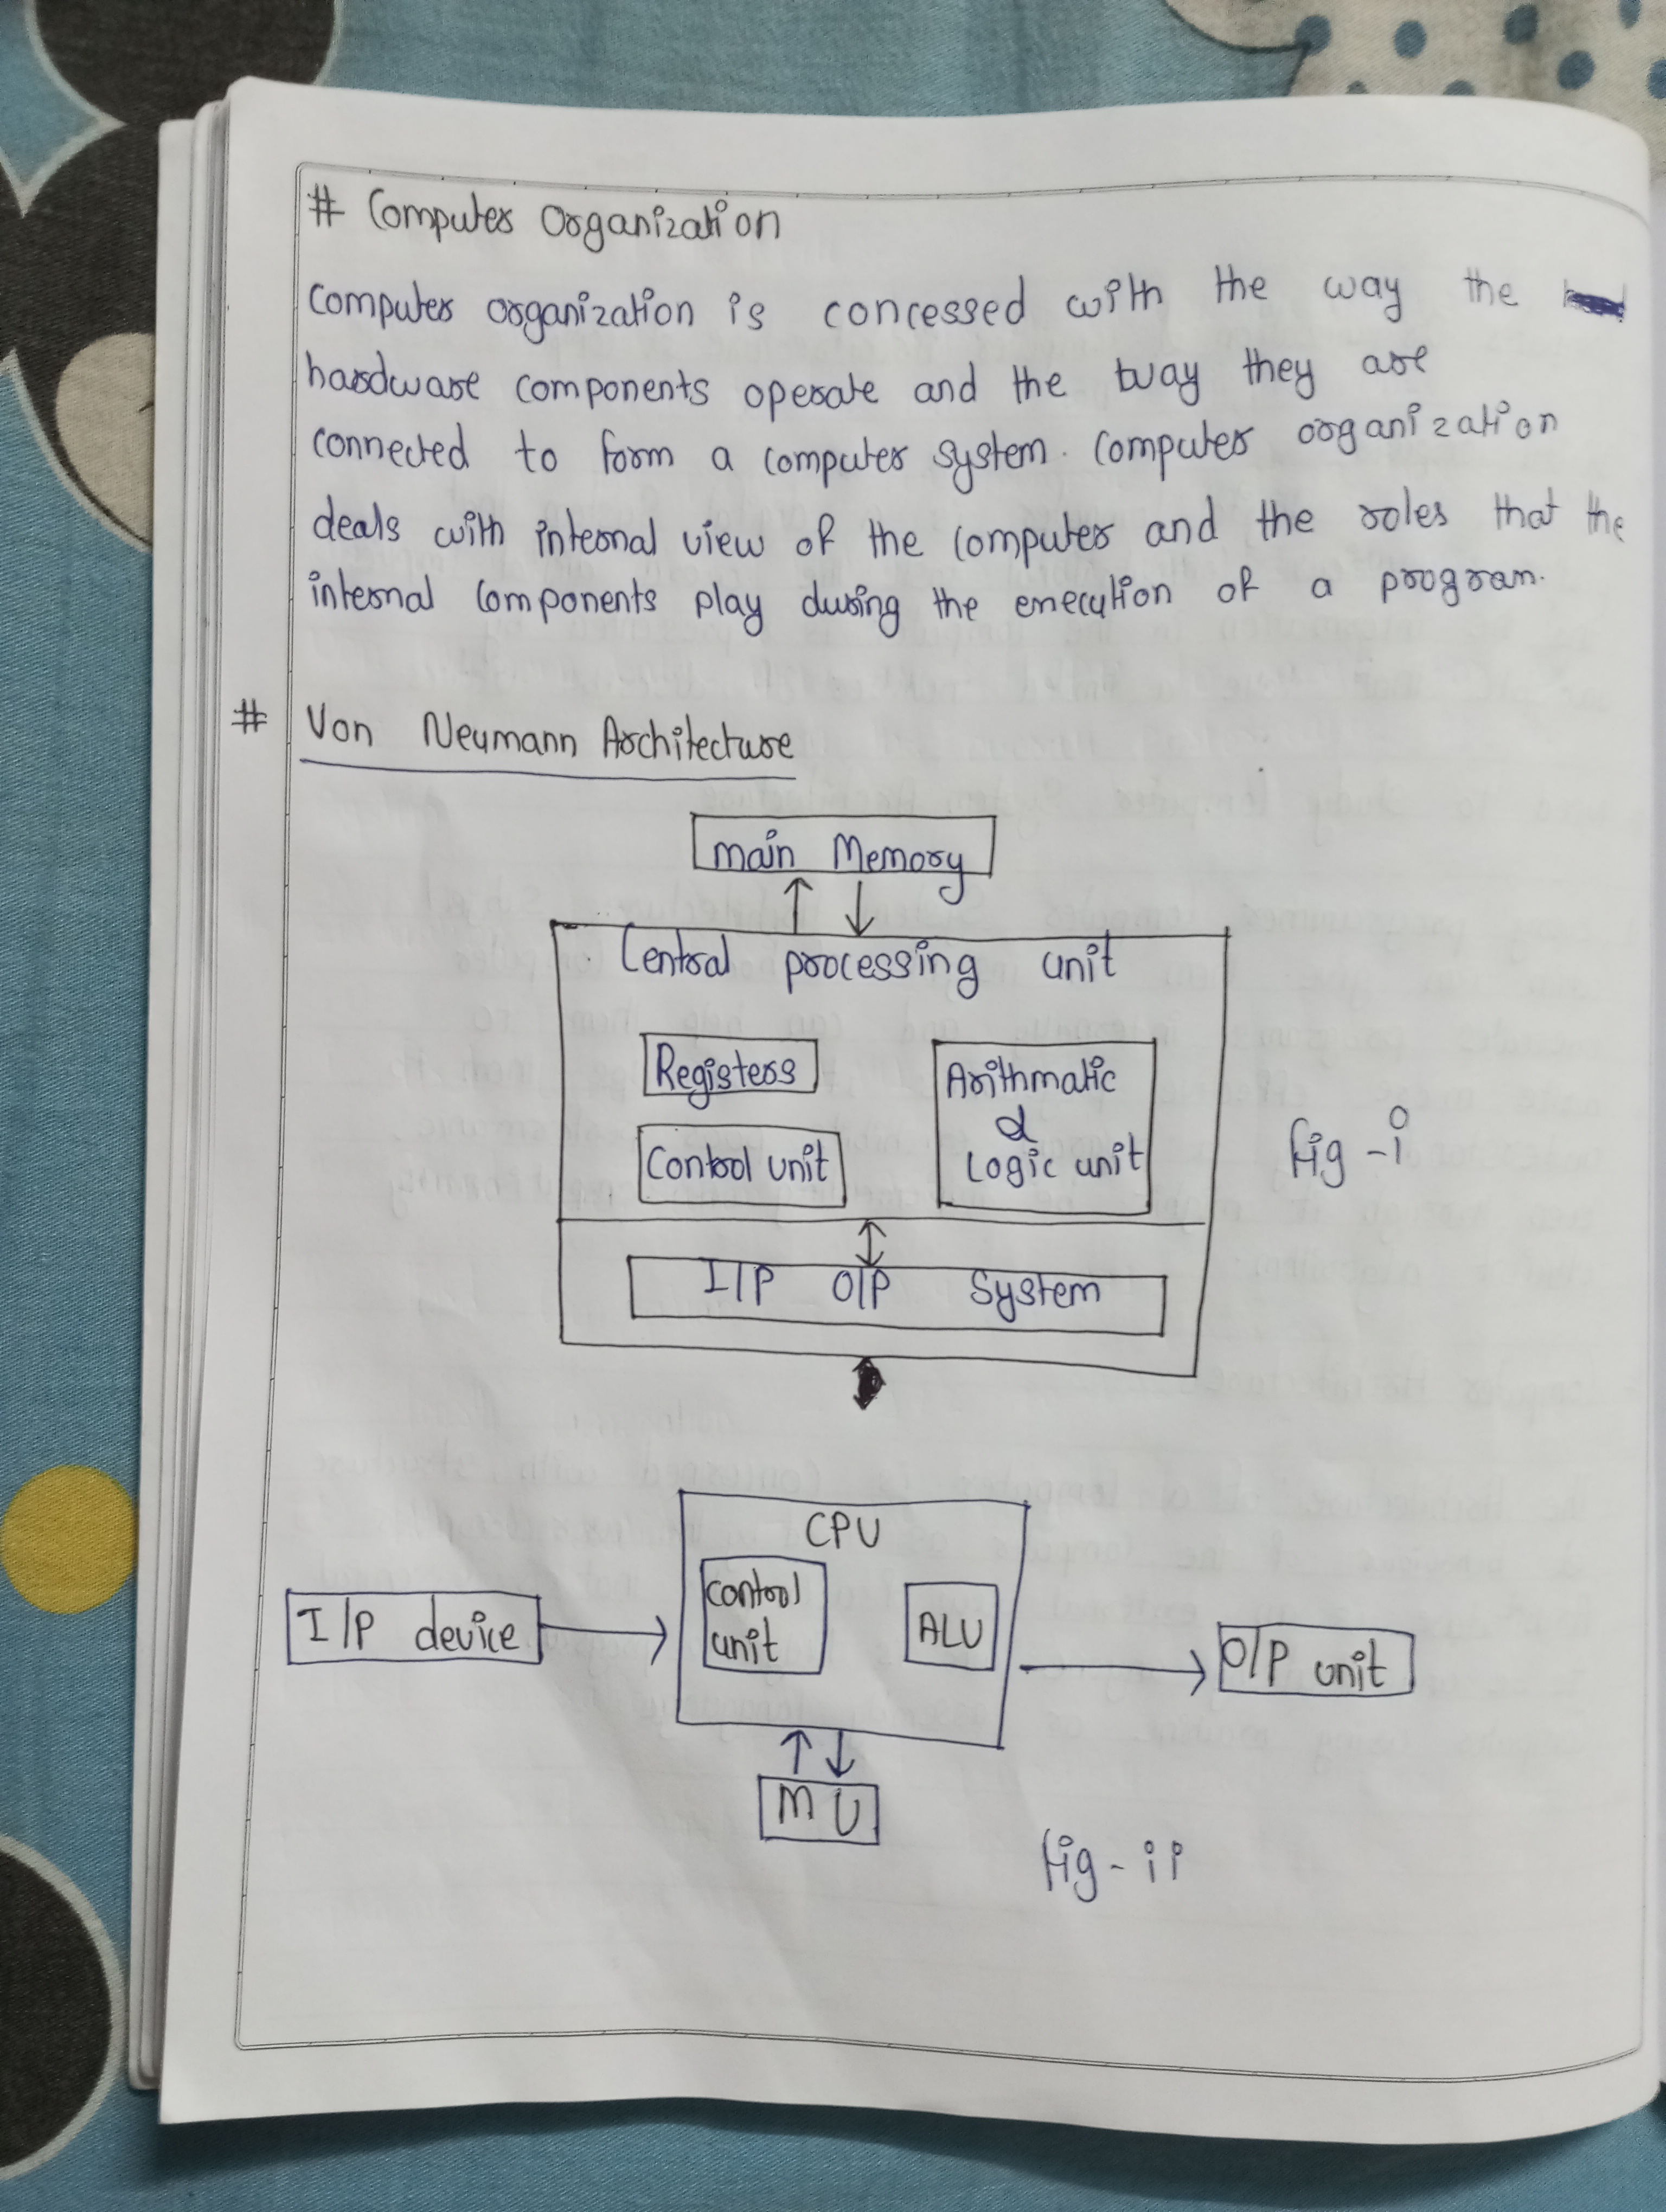 # Computer Organization
Computer organization is concerned with the way the
hardware components operate and the way they are
connected to form a computer system. Computer organization
deals with internal view of the computer and the roles that the
internal components play during the execution of a program.
# Von Neumann Architecture
main Memory
Central processing unit
Registers
Arithmatic
&
Logic unit
Control unit
fig - i
I/P O/P System
CPU
control
unit
ALU
I/P device
O/P unit
M U
fig - ii